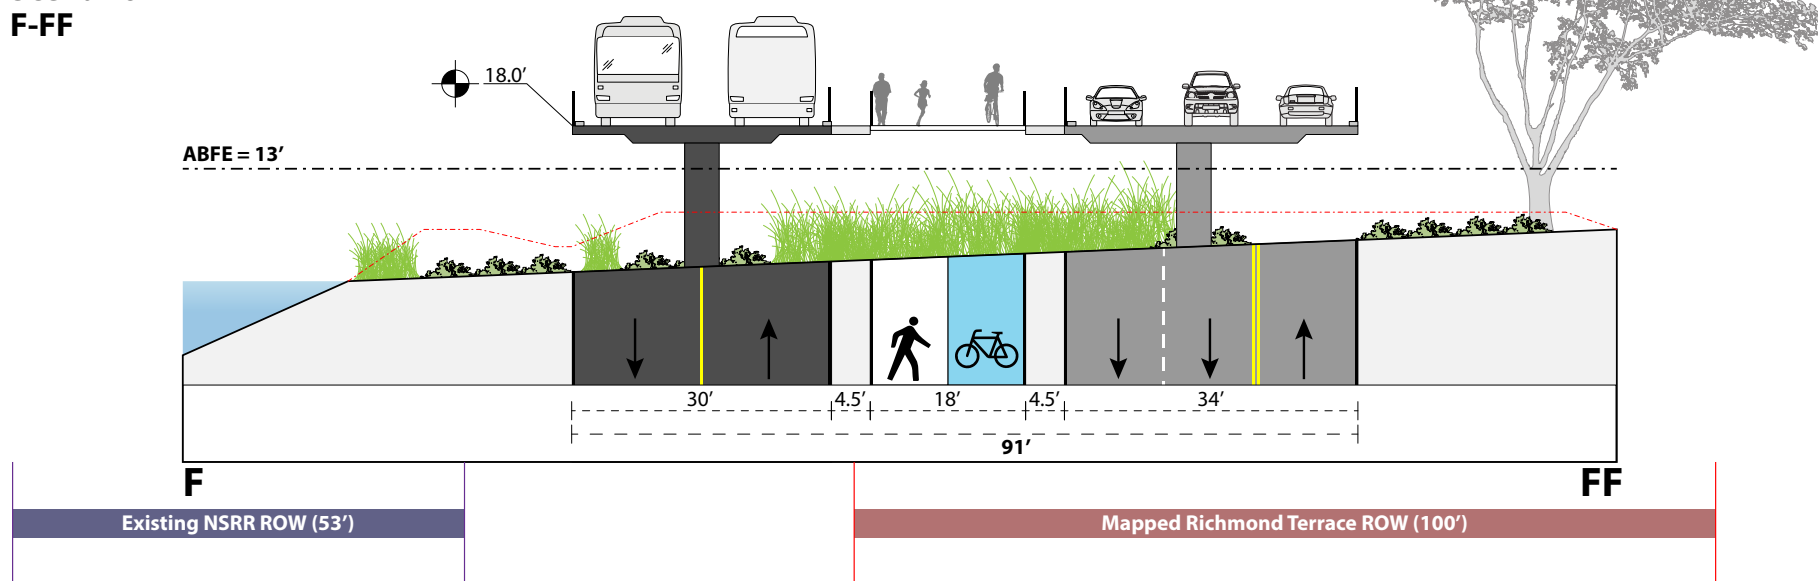 F-FF
18.0’
ABFE = 13’
30’ 4.5’ 18’ 4.5’ 34’
91’
F FF
Existing NSRR ROW (53’)
Mapped Richmond Terrace ROW (100’)